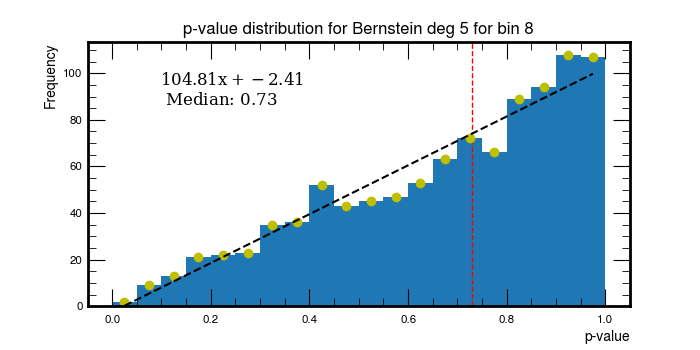 p-value distribution for Bernstein deg 5 for bin 8
Frequency
104.81x + −2.41
Median: 0.73
100
80
60
40
20
0
0.0 0.2 0.4 0.6 0.8 1.0
p-value